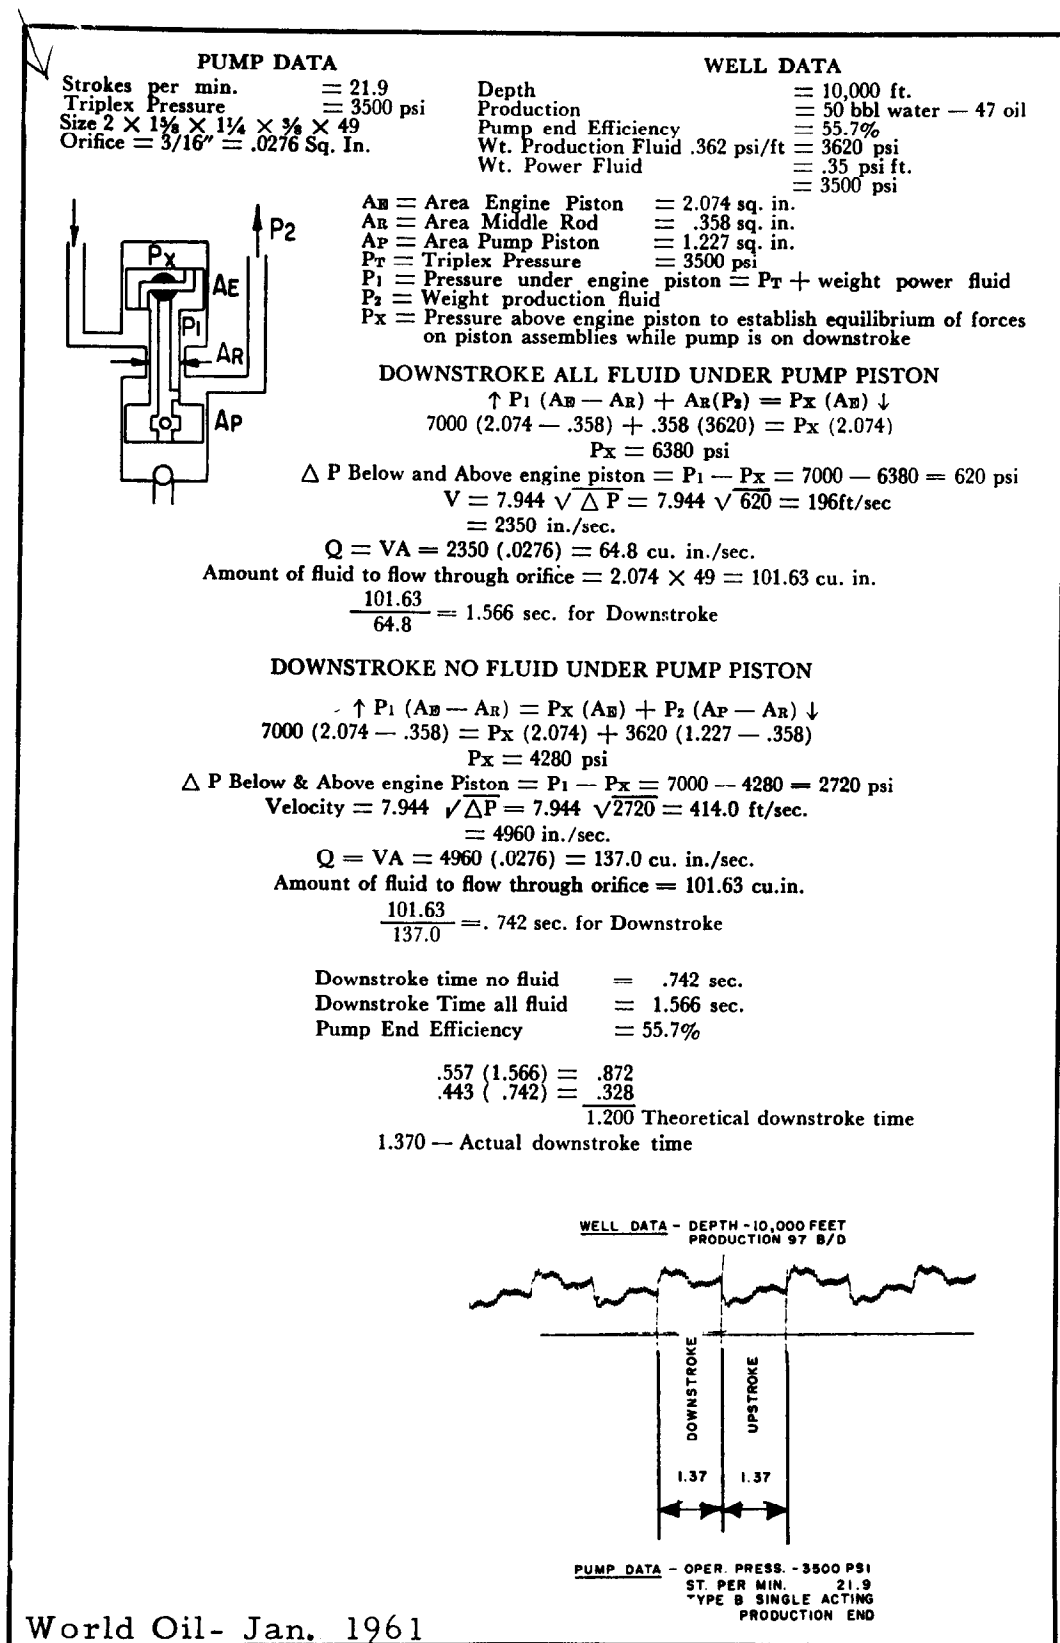 PUMP DATA
Strokes per min. = 21.9
Triplex Pressure = 3500 psi
Size 2 × 1⅝ × 1¼ × ⅜ × 49
Orifice = 3/16″ = .0276 Sq. In.
WELL DATA
Depth = 10,000 ft.
Production = 50 bbl water — 47 oil
Pump end Efficiency = 55.7%
Wt. Production Fluid .362 psi/ft = 3620 psi
Wt. Power Fluid = .35 psi ft.
= 3500 psi
AE = Area Engine Piston = 2.074 sq. in.
AR = Area Middle Rod = .358 sq. in.
AP = Area Pump Piston = 1.227 sq. in.
PT = Triplex Pressure = 3500 psi
P1 = Pressure under engine piston = PT + weight power fluid
P2 = Weight production fluid
PX = Pressure above engine piston to establish equilibrium of forces
on piston assemblies while pump is on downstroke
P2
PX
AE
P1
AR
AP
DOWNSTROKE ALL FLUID UNDER PUMP PISTON
↑ P1 (AE — AR) + AR(P2) = PX (AE) ↓
7000 (2.074 — .358) + .358 (3620) = PX (2.074)
PX = 6380 psi
△ P Below and Above engine piston = P1 — PX = 7000 — 6380 = 620 psi
V = 7.944 √ △ P = 7.944 √ 620 = 196ft/sec
= 2350 in./sec.
Q = VA = 2350 (.0276) = 64.8 cu. in./sec.
Amount of fluid to flow through orifice = 2.074 × 49 = 101.63 cu. in.
101.63
64.8
= 1.566 sec. for Downstroke
DOWNSTROKE NO FLUID UNDER PUMP PISTON
↑ P1 (AE — AR) = PX (AE) + P2 (AP — AR) ↓
7000 (2.074 — .358) = PX (2.074) + 3620 (1.227 — .358)
PX = 4280 psi
△ P Below & Above engine Piston = P1 — PX = 7000 — 4280 = 2720 psi
Velocity = 7.944 √△P = 7.944 √2720 = 414.0 ft/sec.
= 4960 in./sec.
Q = VA = 4960 (.0276) = 137.0 cu. in./sec.
Amount of fluid to flow through orifice = 101.63 cu.in.
101.63
137.0
=. 742 sec. for Downstroke
Downstroke time no fluid = .742 sec.
Downstroke Time all fluid = 1.566 sec.
Pump End Efficiency = 55.7%
.557 (1.566) = .872
.443 ( .742) = .328
1.200 Theoretical downstroke time
1.370 — Actual downstroke time
WELL DATA - DEPTH -10,000 FEET
PRODUCTION 97 B/D
DOWNSTROKE
UPSTROKE
1.37 1.37
PUMP DATA - OPER. PRESS. -3500 PSI
ST. PER MIN. 21.9
TYPE B SINGLE ACTING
PRODUCTION END
World Oil- Jan. 1961